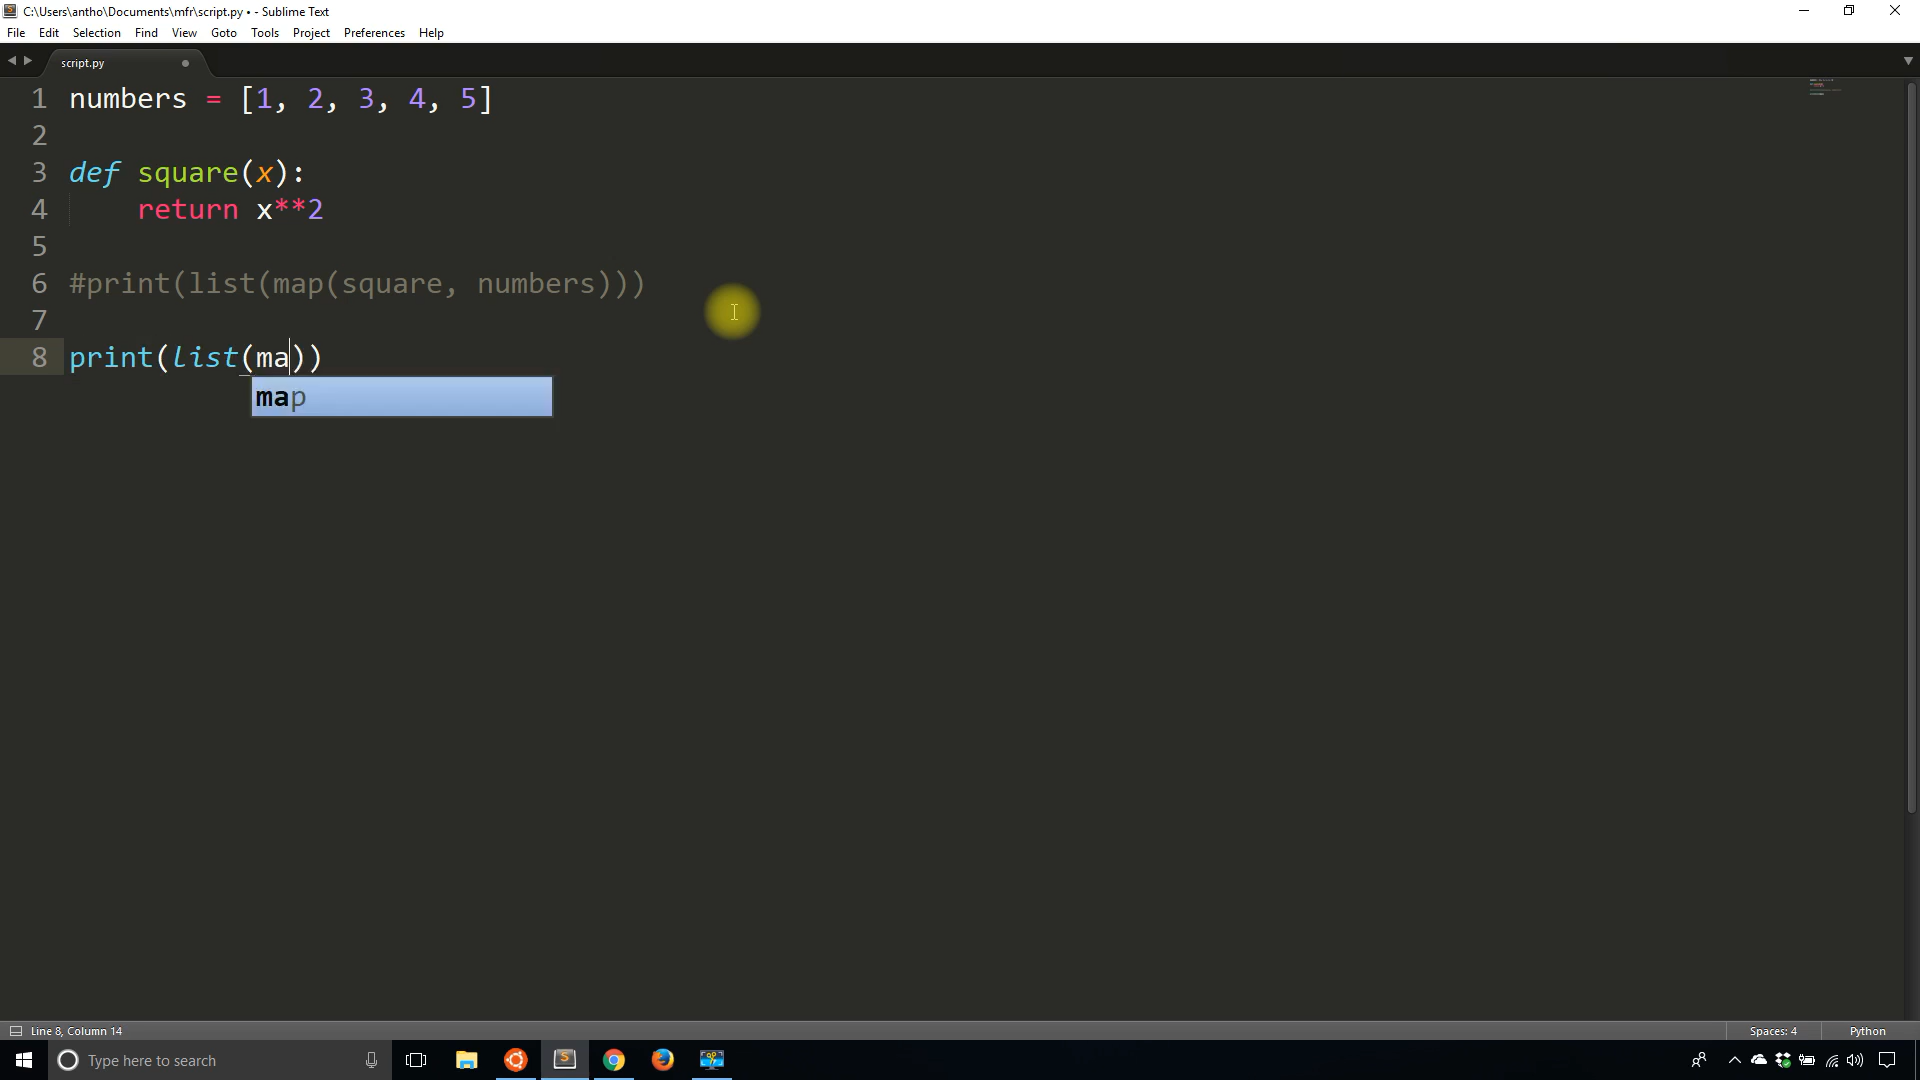 C:\Users\antho\Documents\mfr\script.py • - Sublime Text
File Edit Selection Find View Goto Tools Project Preferences Help
script.py
1 numbers = [1, 2, 3, 4, 5]
2
3 def square(x):
4     return x**2
5
6 #print(list(map(square, numbers)))
7
8 print(list(ma))
map
Line 8, Column 14 Spaces: 4 Python
Type here to search